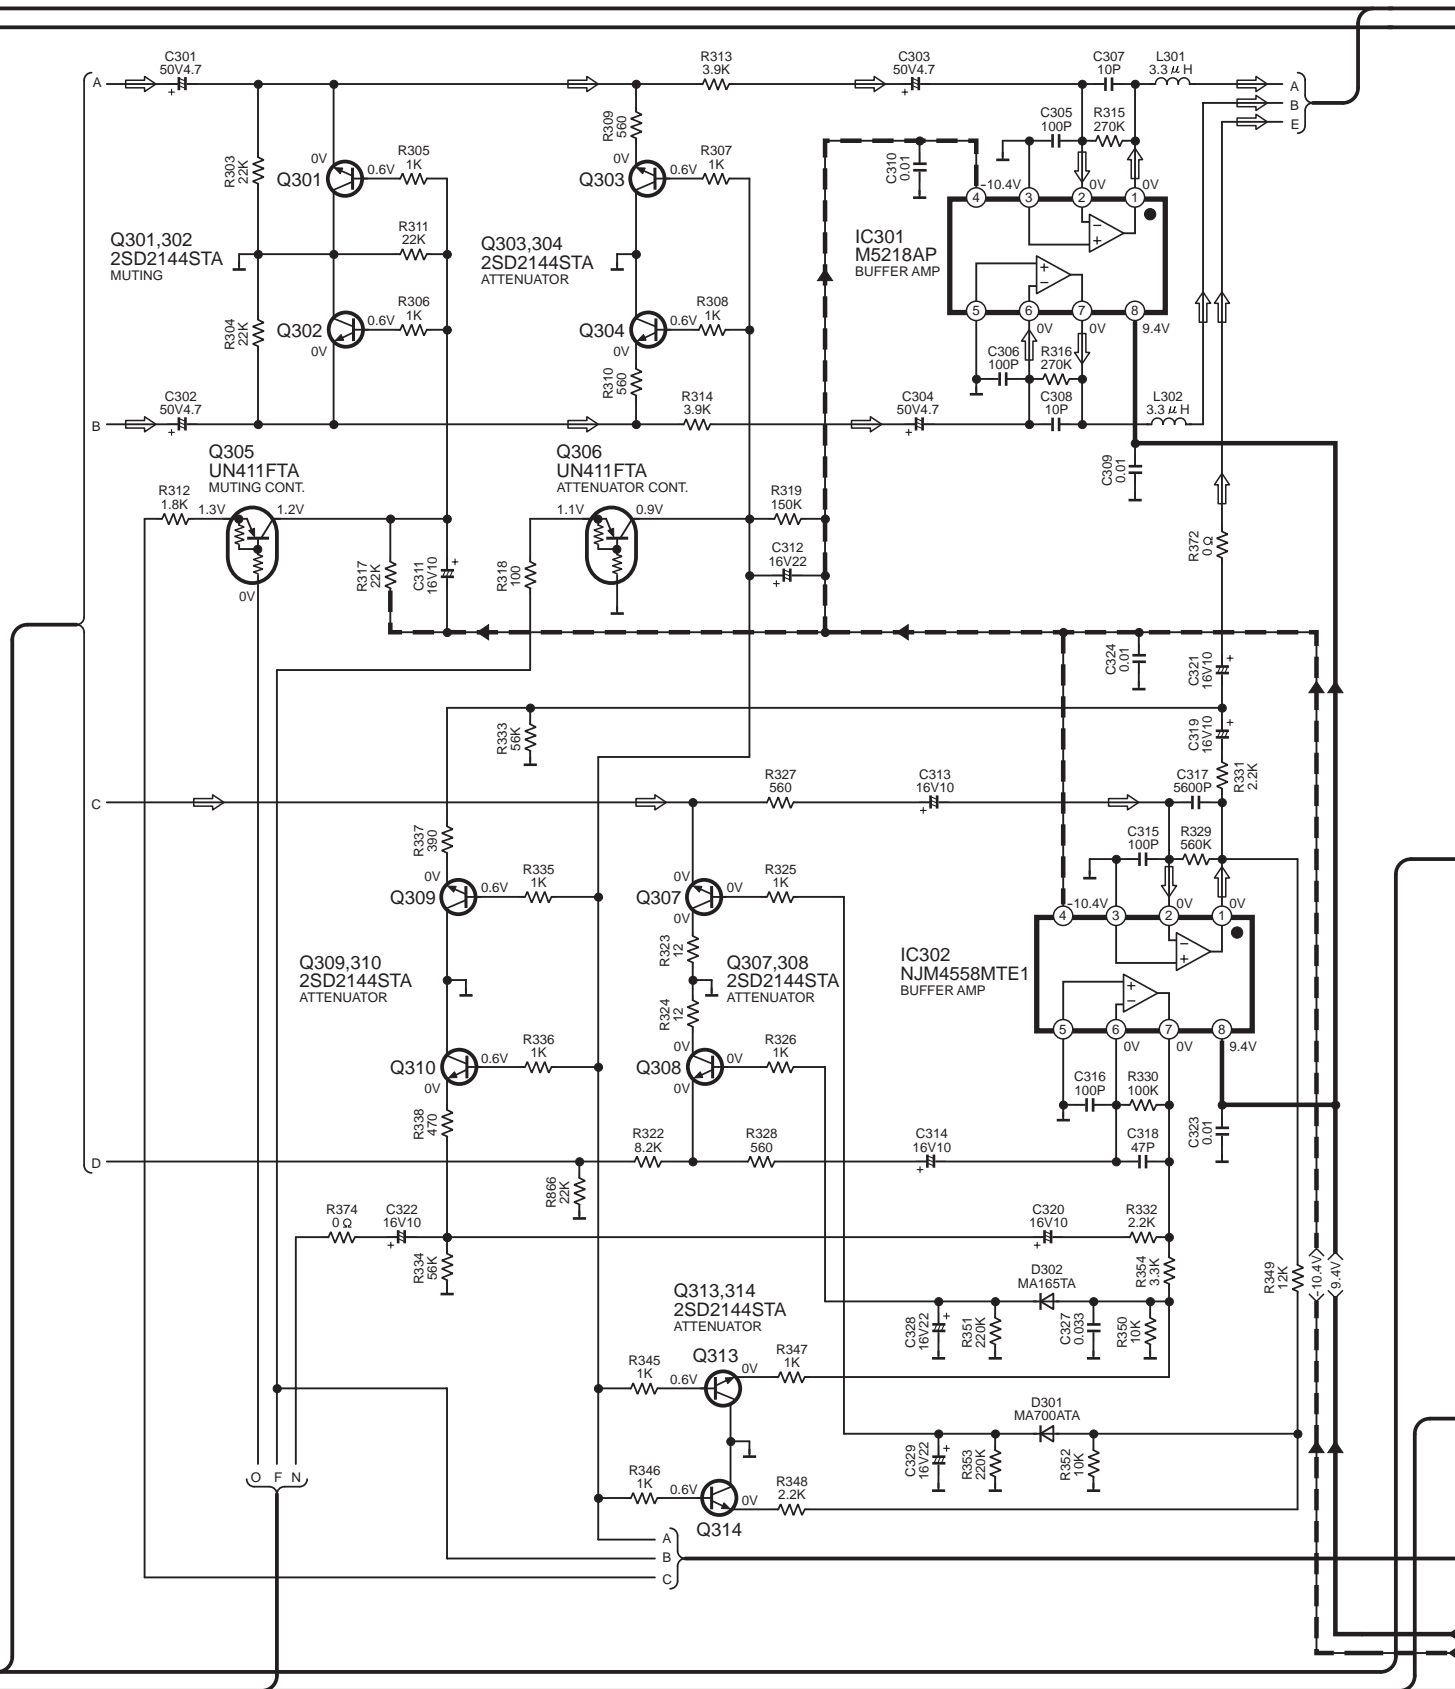 C301
50V4.7
+
R313
3.9K
C303
50V4.7
+
C307
10P
L301
3.3 μ H
A
A
B
E
R303
22K
0V
Q301
0.6V
R305
1K
R309
560
0V
Q303
0.6V
R307
1K
C310
0.01
C305
100P
R315
270K
4
-10.4V
3
2
0V
1
0V
Q301,302
2SD2144STA
MUTING
R311
22K
Q303,304
2SD2144STA
ATTENUATOR
IC301
M5218AP
BUFFER AMP
−
+
+
−
R304
22K
Q302
0V
0.6V
R306
1K
Q304
0V
0.6V
R308
1K
R310
560
5
6
0V
7
0V
8
9.4V
C306
100P
R316
270K
C302
50V4.7
+
R314
3.9K
C304
50V4.7
+
C308
10P
L302
3.3 μ H
B
Q305
UN411FTA
MUTING CONT.
Q306
UN411FTA
ATTENUATOR CONT.
C309
0.01
R312
1.8K
1.3V
1.2V
1.1V
0.9V
R319
150K
R317
22K
C311
16V10
+
R318
100
C312
16V22
+
R372
0 Ω
0V
C324
0.01
C321
16V10
+
R333
56K
C319
16V10
+
R331
2.2K
C
R327
560
C313
16V10
+
C317
5600P
R337
390
C315
100P
R329
560K
0V
Q309
0.6V
R335
1K
0V
Q307
0V
0V
R325
1K
4
-10.4V
3
2
0V
1
0V
R323
12
Q309,310
2SD2144STA
ATTENUATOR
Q307,308
2SD2144STA
ATTENUATOR
IC302
NJM4558MTE1
BUFFER AMP
−
+
+
−
R324
12
Q310
0V
0.6V
R336
1K
0V
Q308
0V
0V
R326
1K
5
6
0V
7
0V
8
9.4V
R338
470
C316
100P
R330
100K
C323
0.01
R322
8.2K
R328
560
C314
16V10
+
C318
47P
D
R866
22K
R374
0 Ω
C322
16V10
+
R334
56K
C320
16V10
+
R332
2.2K
R354
3.3K
R349
12K
-10.4V
9.4V
D302
MA165TA
Q313,314
2SD2144STA
ATTENUATOR
C328
16V22
+
R351
220K
C327
0.033
R350
10K
R345
1K
0.6V
Q313
0V
R347
1K
D301
MA700ATA
C329
16V22
+
R353
220K
R352
10K
O F N
R346
1K
0.6V
0V
R348
2.2K
Q314
A
B
C